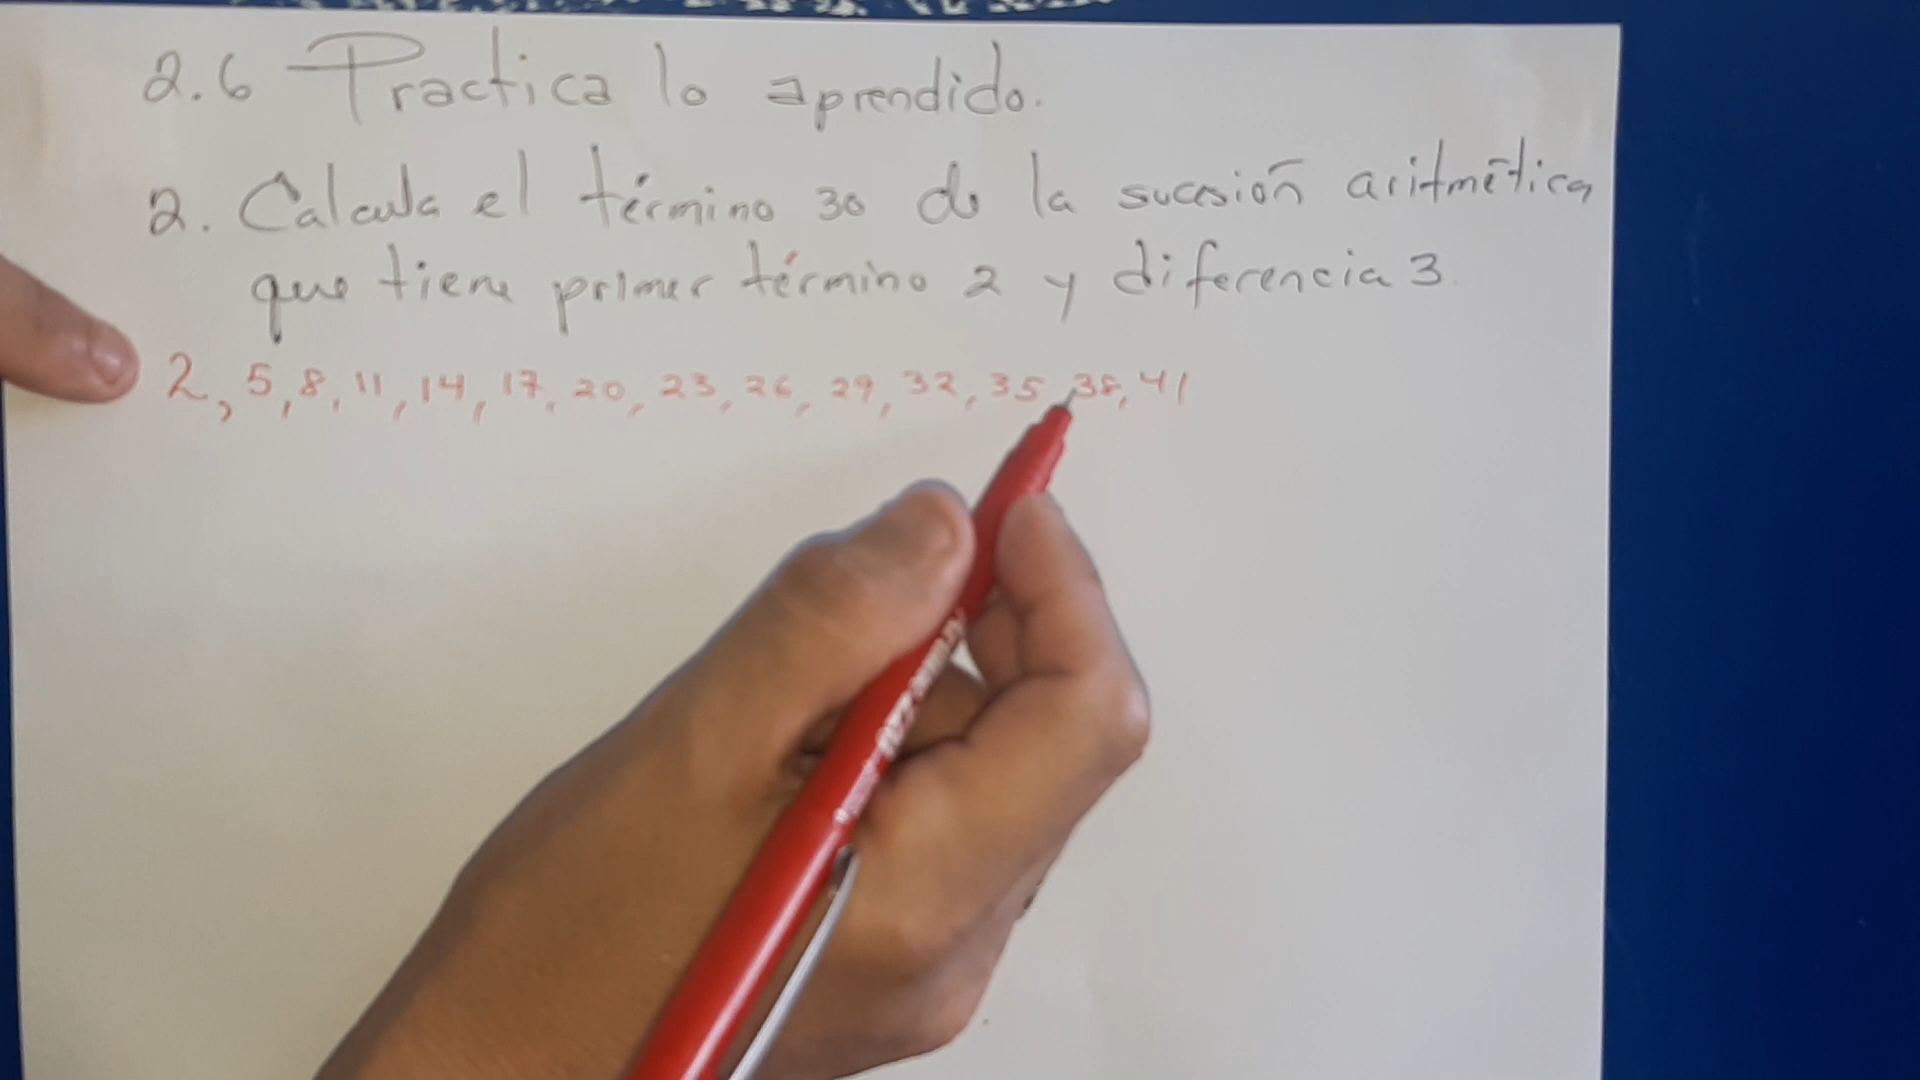 2.6 Practica lo aprendido.
2. Calcula el término 30 de la sucesión aritmética
que tiene primer término 2 y diferencia 3.
2, 5, 8, 11, 14, 17, 20, 23, 26, 29, 32, 35, 38, 41